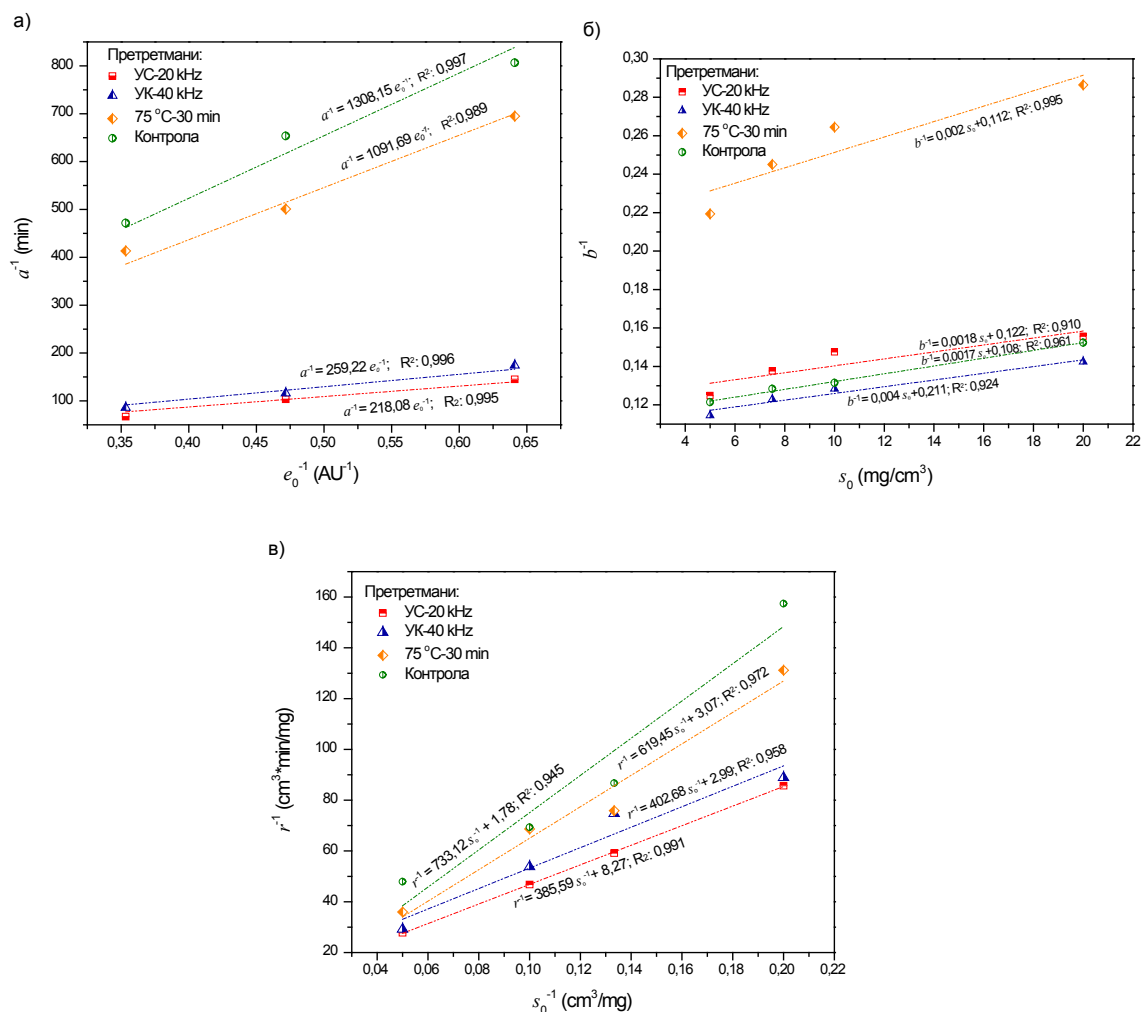 а)
Претретмани:
УС-20 kHz
УК-40 kHz
75 °C-30 min
Контрола
a⁻¹ = 1308,15 e₀⁻¹; R²: 0,997
a⁻¹ = 1091,69 e₀⁻¹; R²:0,989
a⁻¹ = 259,22 e₀⁻¹; R²: 0,996
a⁻¹ = 218,08 e₀⁻¹; R₂: 0,995
800
700
600
500
400
300
200
100
a⁻¹ (min)
0,35 0,40 0,45 0,50 0,55 0,60 0,65
e₀⁻¹ (AU⁻¹)
б)
Претретмани:
УС-20 kHz
УК-40 kHz
75 °C-30 min
Контрола
b⁻¹=0,002 s₀+0,112; R²: 0,995
b⁻¹=0,0018 s₀+ 0,122; R²: 0,910
b⁻¹=0,0017 s₀+0,108; R²: 0,961
b⁻¹=0,004 s₀+0,211; R²: 0,924
0,30
0,28
0,26
0,24
0,22
0,20
0,18
0,16
0,14
0,12
b⁻¹
4 6 8 10 12 14 16 18 20 22
s₀ (mg/cm³)
в)
Претретмани:
УС-20 kHz
УК-40 kHz
75 °C-30 min
Контрола
r⁻¹ = 733,12 s₀⁻¹ + 1,78; R²: 0,945
r⁻¹ = 619,45 s₀⁻¹ + 3,07; R²: 0,972
r⁻¹ = 402,68 s₀⁻¹ + 2,99; R²: 0,958
r⁻¹ = 385,59 s₀⁻¹ + 8,27; R₂: 0,991
160
140
120
100
80
60
40
20
r⁻¹ (cm³*min/mg)
0,04 0,06 0,08 0,10 0,12 0,14 0,16 0,18 0,20 0,22
s₀⁻¹ (cm³/mg)